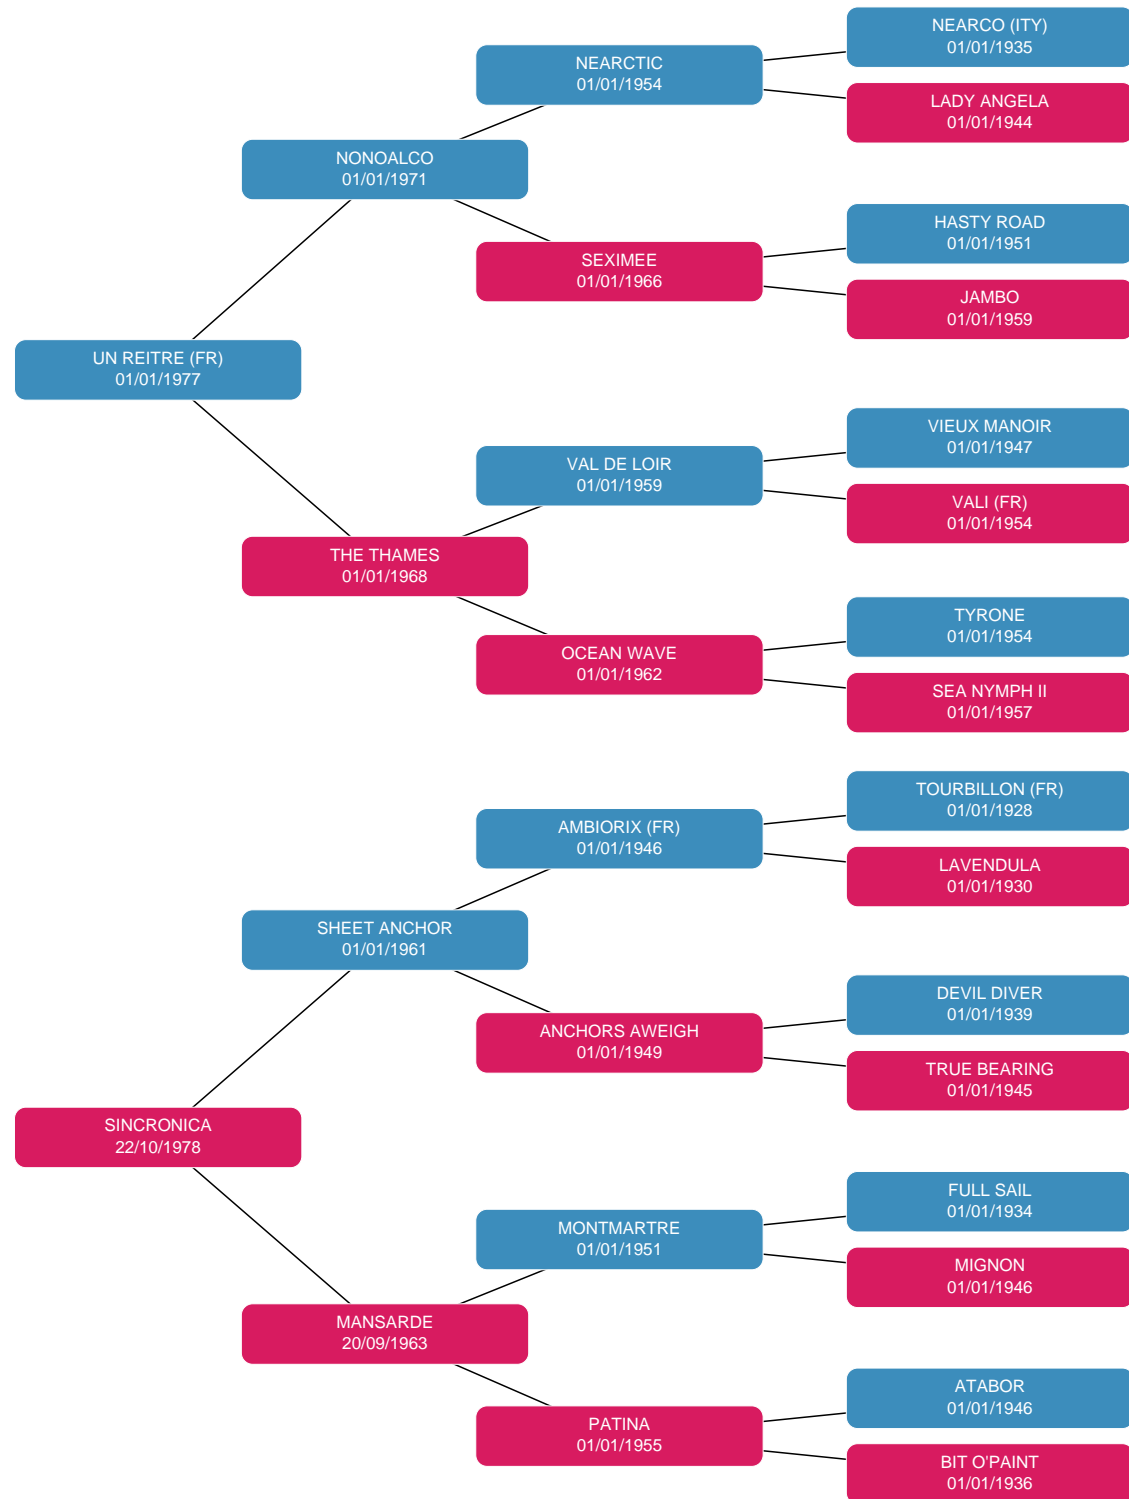 NEARCO (ITY)
01/01/1935
NEARCTIC
01/01/1954
LADY ANGELA
01/01/1944
NONOALCO
01/01/1971
HASTY ROAD
01/01/1951
SEXIMEE
01/01/1966
JAMBO
01/01/1959
UN REITRE (FR)
01/01/1977
VIEUX MANOIR
01/01/1947
VAL DE LOIR
01/01/1959
VALI (FR)
01/01/1954
THE THAMES
01/01/1968
TYRONE
01/01/1954
OCEAN WAVE
01/01/1962
SEA NYMPH II
01/01/1957
TOURBILLON (FR)
01/01/1928
AMBIORIX (FR)
01/01/1946
LAVENDULA
01/01/1930
SHEET ANCHOR
01/01/1961
DEVIL DIVER
01/01/1939
ANCHORS AWEIGH
01/01/1949
TRUE BEARING
01/01/1945
SINCRONICA
22/10/1978
FULL SAIL
01/01/1934
MONTMARTRE
01/01/1951
MIGNON
01/01/1946
MANSARDE
20/09/1963
ATABOR
01/01/1946
PATINA
01/01/1955
BIT O'PAINT
01/01/1936